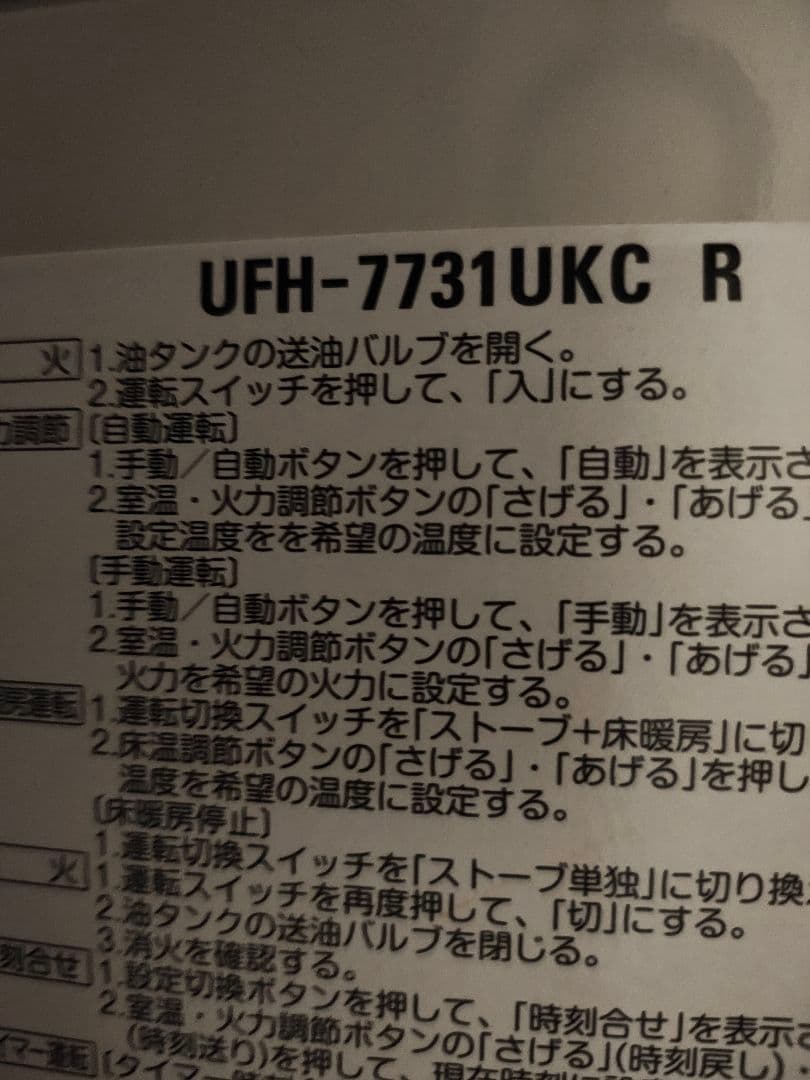 UFH-7731UKC R
火 1.油タンクの送油バルブを開く。
2.運転スイッチを押して、「入」にする。
力調節 〔自動運転〕
1.手動/自動ボタンを押して、「自動」を表示さ
2.室温・火力調節ボタンの「さげる」・「あげる」
設定温度をを希望の温度に設定する。
〔手動運転〕
1.手動/自動ボタンを押して、「手動」を表示さ
2.室温・火力調節ボタンの「さげる」・「あげる」
火力を希望の火力に設定する。
房運転 1.運転切換スイッチを「ストーブ+床暖房」に切
2.床温調節ボタンの「さげる」・「あげる」を押し
温度を希望の温度に設定する。
〔床暖房停止〕
1.運転切換スイッチを「ストーブ単独」に切り換
火 1.運転スイッチを再度押して、「切」にする。
2.油タンクの送油バルブを閉じる。
3.消火を確認する。
刻合せ 1.設定切換ボタンを押して、「時刻合せ」を表示さ
2.室温・火力調節ボタンの「さげる」(時刻戻し)
(時刻送り)を押して、現在時刻に
イマー運転